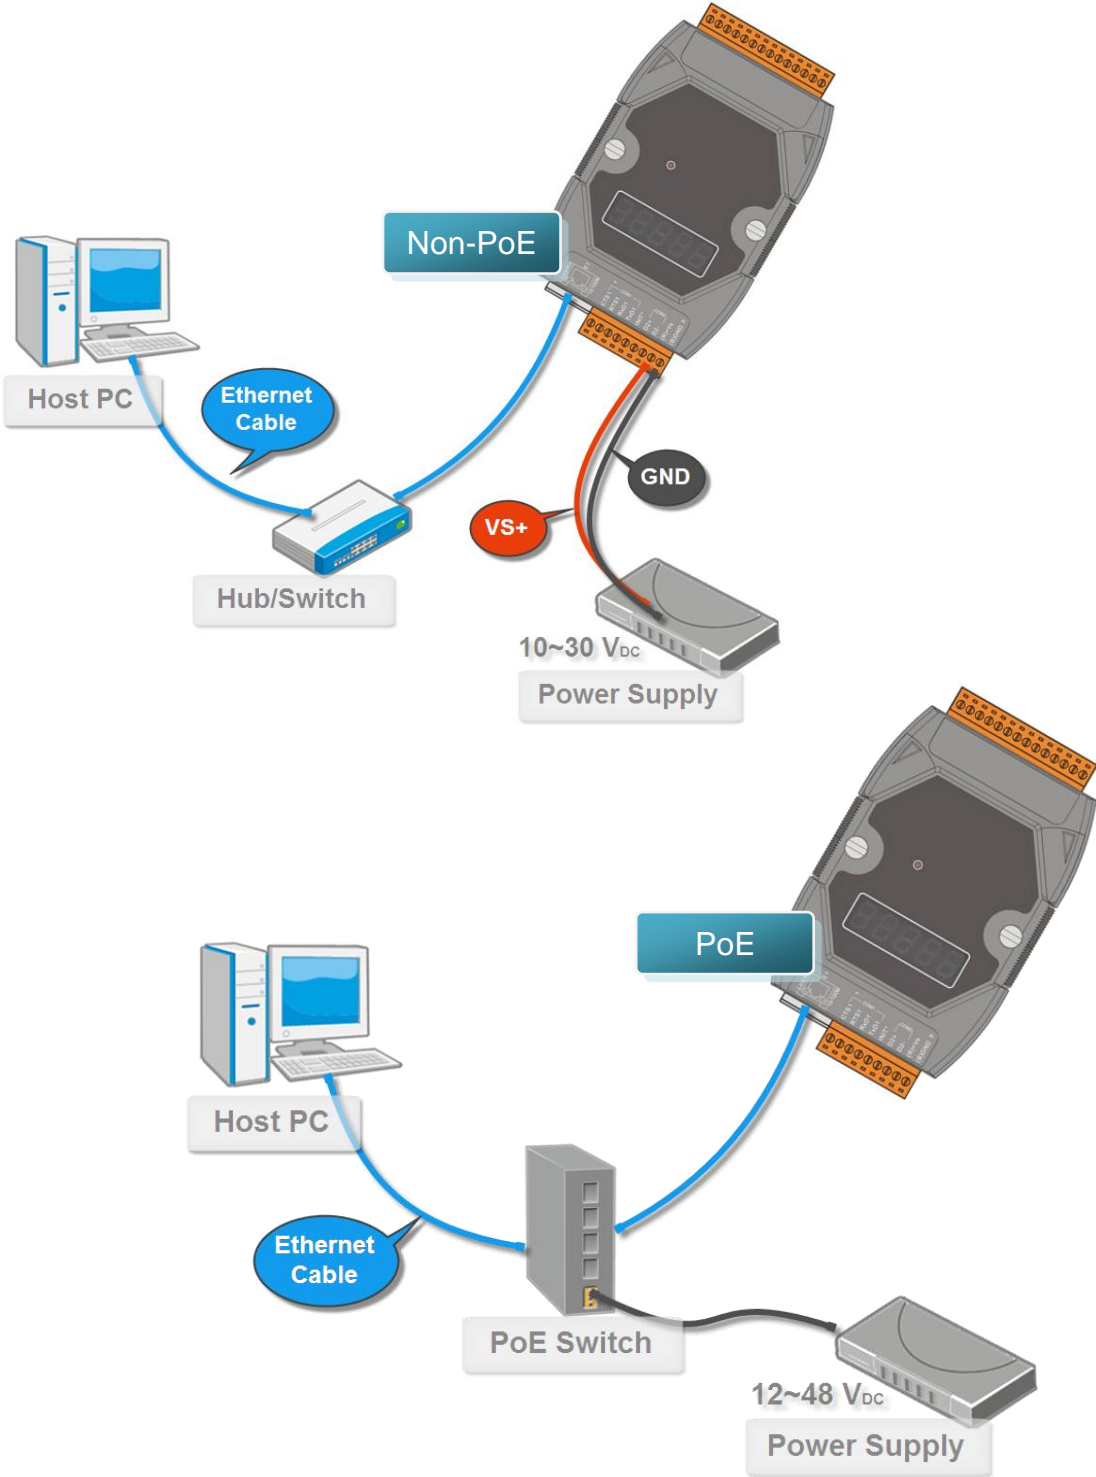 Non-PoE
Host PC
Ethernet
Cable
GND
VS+
Hub/Switch
10~30 VDC
Power Supply
PoE
Host PC
Ethernet
Cable
PoE Switch
12~48 VDC
Power Supply